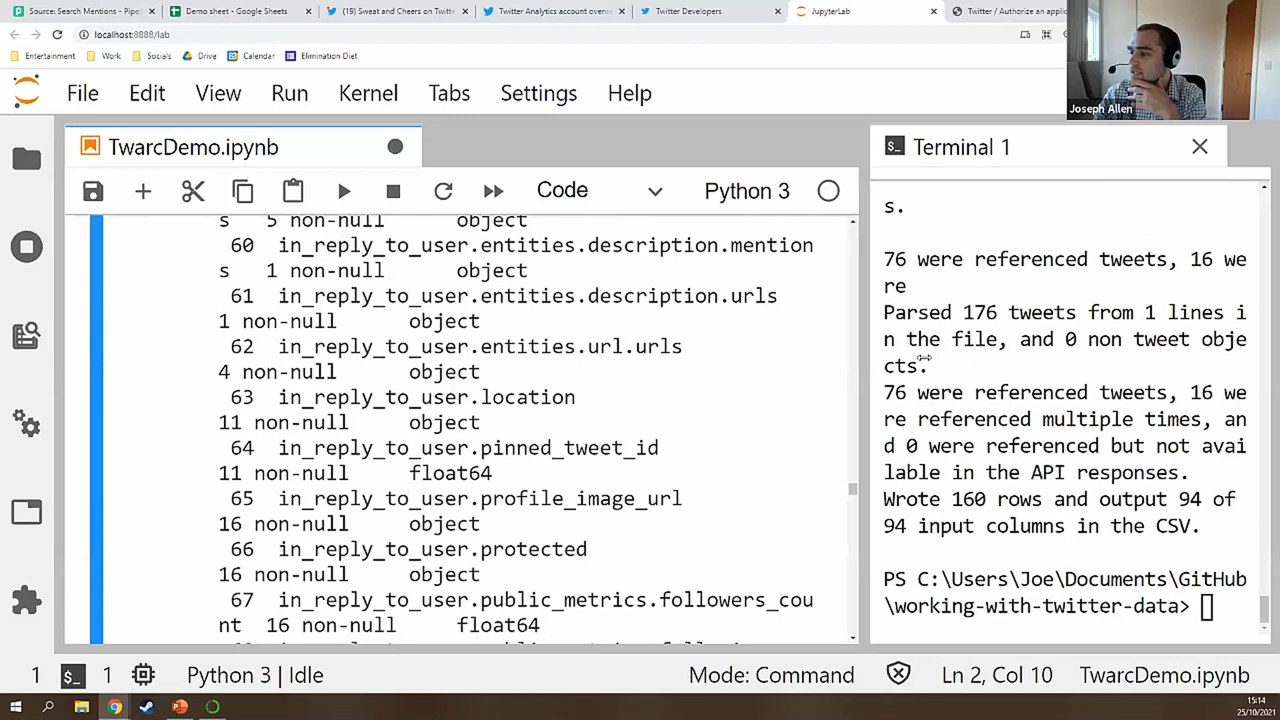 Source: Search Mentions - Pipe
Demo sheet - Google Sheets
(19) Sweat and Cheers on Twitt
Twitter Analytics account overv
Twitter Developers
JupyterLab
Twitter / Authorize an appli
localhost:8888/lab
Entertainment Work Socials Drive Calendar Elimination Diet
Joseph Allen
File Edit View Run Kernel Tabs Settings Help
TwarcDemo.ipynb
Code Python 3
s 5 non-null object
60 in_reply_to_user.entities.description.mention
s 1 non-null object
61 in_reply_to_user.entities.description.urls
1 non-null object
62 in_reply_to_user.entities.url.urls
4 non-null object
63 in_reply_to_user.location
11 non-null object
64 in_reply_to_user.pinned_tweet_id
11 non-null float64
65 in_reply_to_user.profile_image_url
16 non-null object
66 in_reply_to_user.protected
16 non-null object
67 in_reply_to_user.public_metrics.followers_cou
nt 16 non-null float64
Terminal 1
s.
76 were referenced tweets, 16 we
re
Parsed 176 tweets from 1 lines i
n the file, and 0 non tweet obje
cts.
76 were referenced tweets, 16 we
re referenced multiple times, an
d 0 were referenced but not avai
lable in the API responses.
Wrote 160 rows and output 94 of
94 input columns in the CSV.
PS C:\Users\Joe\Documents\GitHub
\working-with-twitter-data>
1 $_ 1 Python 3 | Idle Mode: Command Ln 2, Col 10 TwarcDemo.ipynb
15:14
25/10/2021